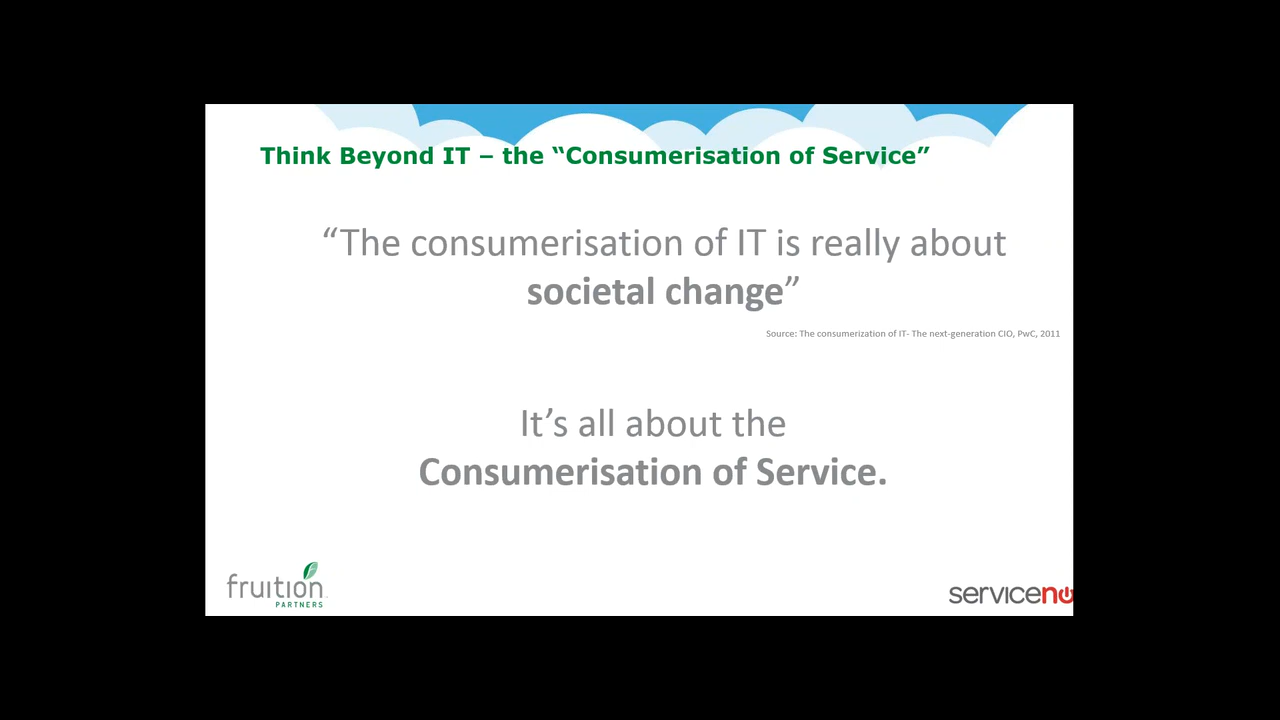 Think Beyond IT – the “Consumerisation of Service”
“The consumerisation of IT is really about
societal change”
Source: The consumerization of IT- The next-generation CIO, PwC, 2011
It’s all about the
Consumerisation of Service.
fruition
PARTNERS
serviceno